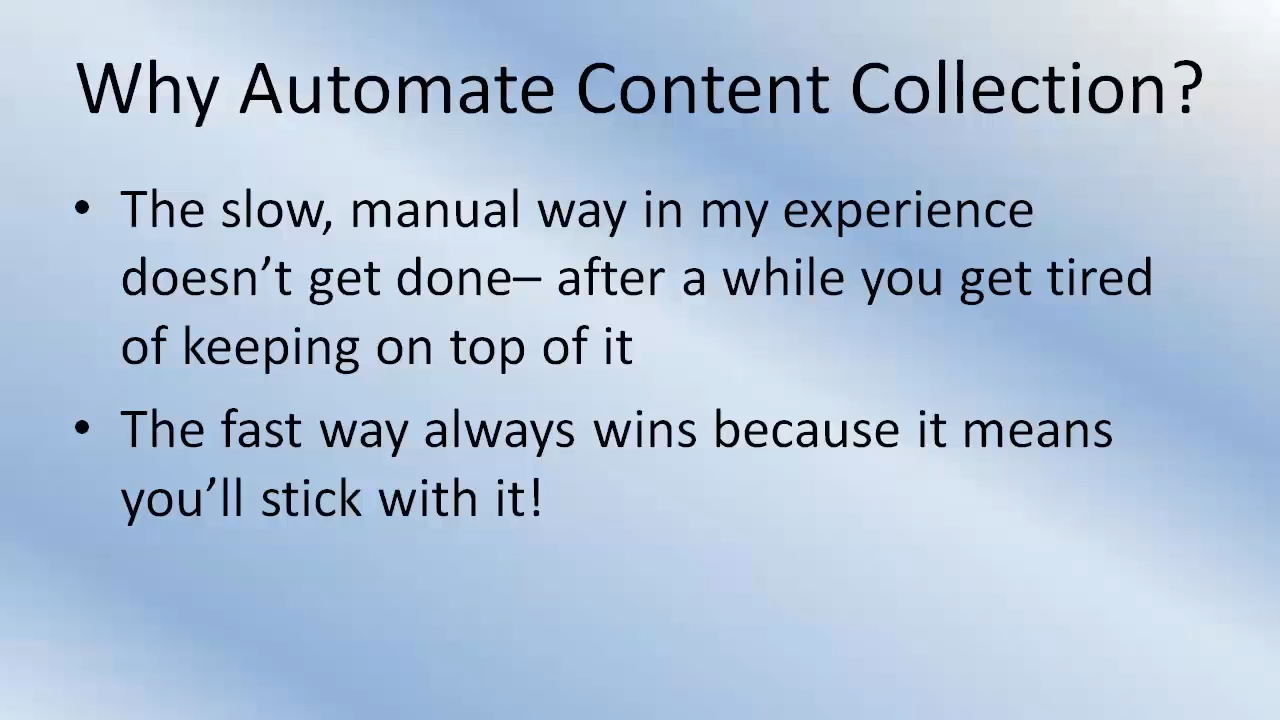 Why Automate Content Collection?
• The slow, manual way in my experience
doesn’t get done– after a while you get tired
of keeping on top of it
• The fast way always wins because it means
you’ll stick with it!